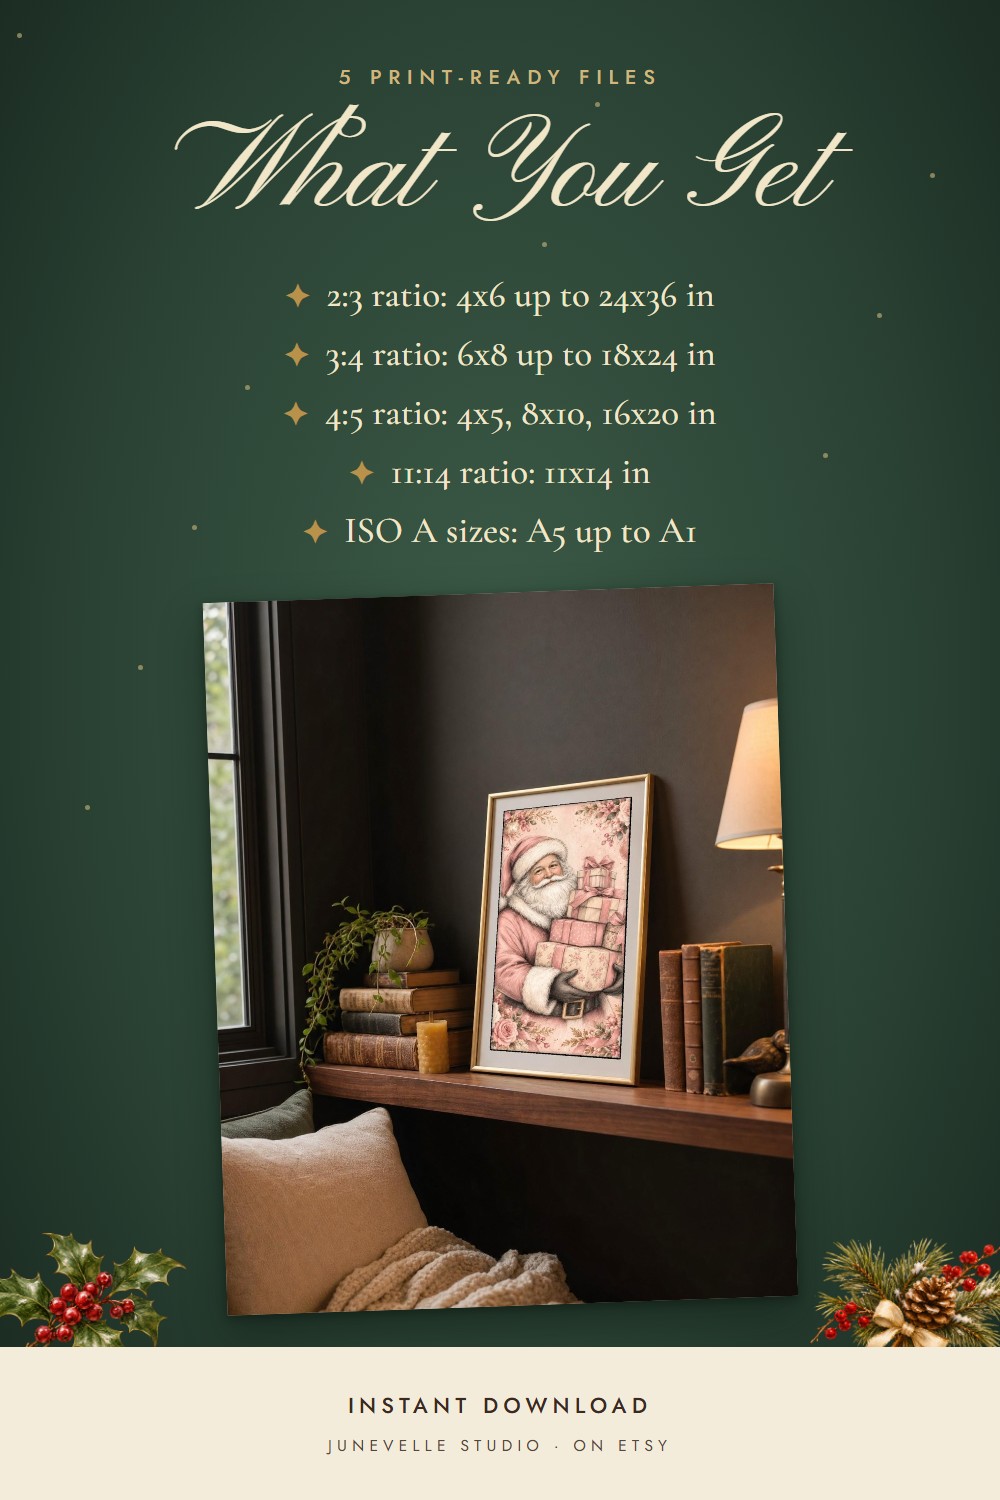 5 PRINT-READY FILES
What You Get
2:3 ratio: 4x6 up to 24x36 in
3:4 ratio: 6x8 up to 18x24 in
4:5 ratio: 4x5, 8x10, 16x20 in
11:14 ratio: 11x14 in
ISO A sizes: A5 up to A1
INSTANT DOWNLOAD
JUNEVELLE STUDIO · ON ETSY